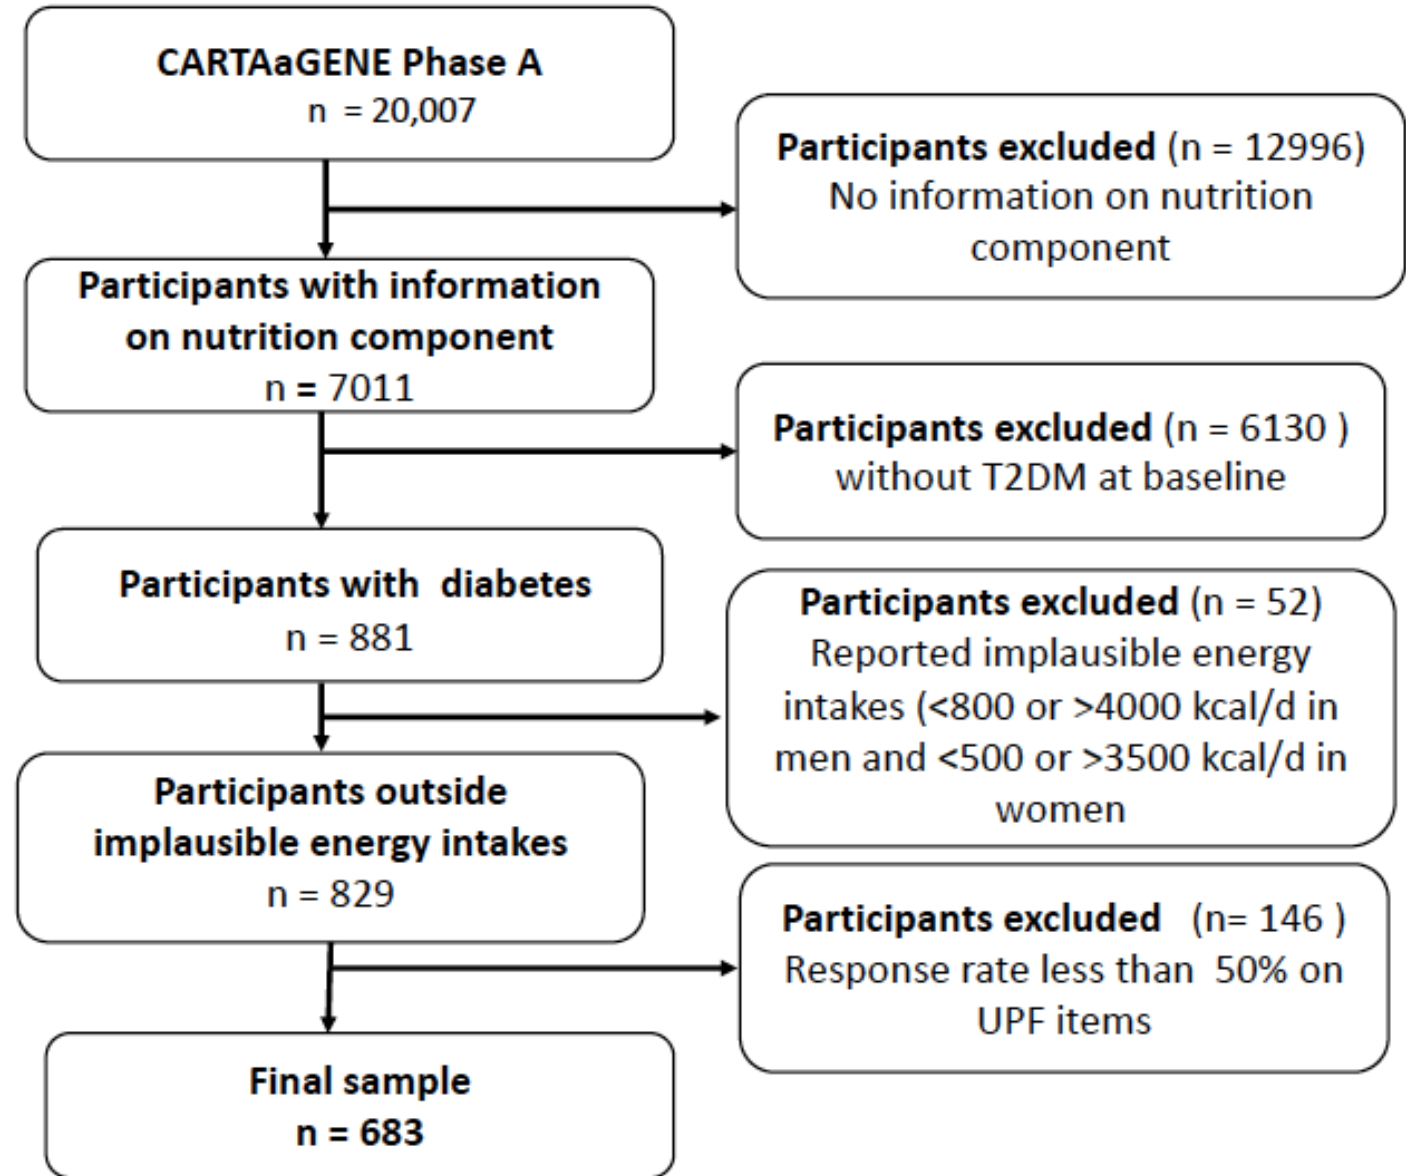 CARTAaGENE Phase A
n = 20,007
Participants excluded (n = 12996)
No information on nutrition
component
Participants with information
on nutrition component
n = 7011
Participants excluded (n = 6130 )
without T2DM at baseline
Participants with diabetes
n = 881
Participants excluded (n = 52)
Reported implausible energy
intakes (<800 or >4000 kcal/d in
men and <500 or >3500 kcal/d in
women
Participants outside
implausible energy intakes
n = 829
Participants excluded (n= 146 )
Response rate less than 50% on
UPF items
Final sample
n = 683